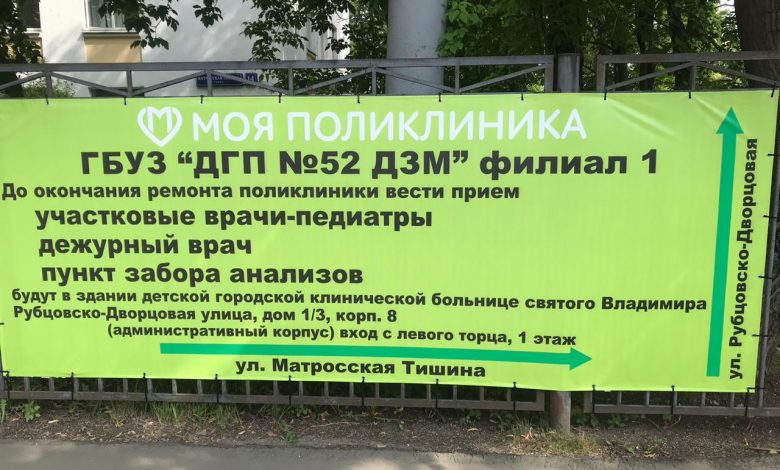 МОЯ ПОЛИКЛИНИКА
ГБУЗ “ДГП №52 ДЗМ” филиал 1
До окончания ремонта поликлиники вести прием
участковые врачи-педиатры
дежурный врач
пункт забора анализов
будут в здании детской городской клинической больнице святого Владимира
Рубцовско-Дворцовая улица, дом 1/3, корп. 8
(административный корпус) вход с левого торца, 1 этаж
ул. Матросская Тишина
ул. Рубцовско-Дворцовая